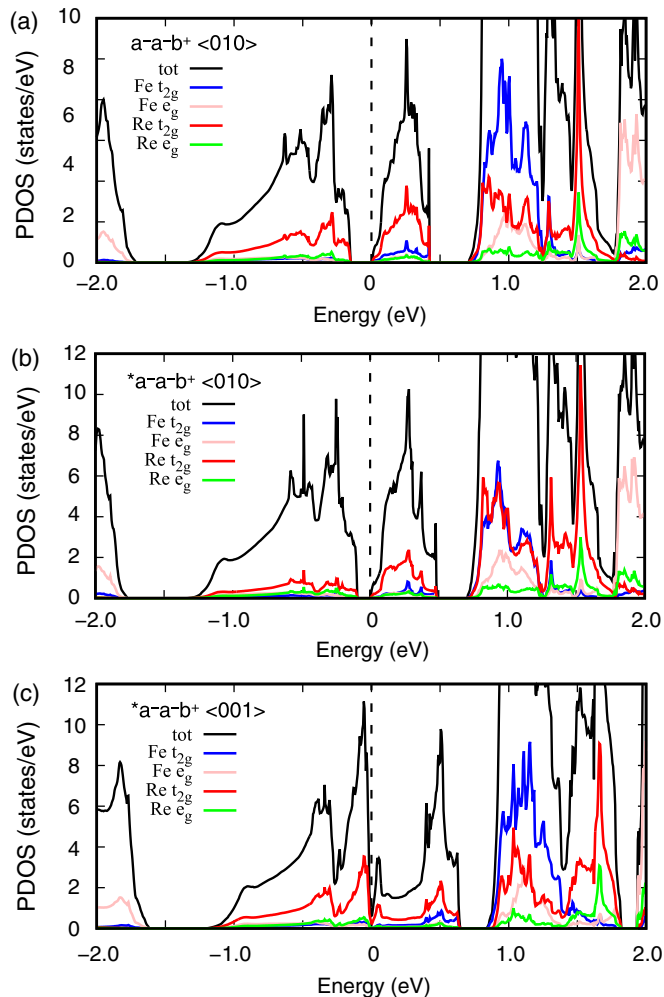 (a)
PDOS (states/eV)
10
8
6
4
2
0
a⁻a⁻b⁺ <010>
tot
Fe t₂g
Fe eg
Re t₂g
Re eg
−2.0 −1.0 0 1.0 2.0
Energy (eV)
(b)
PDOS (states/eV)
12
10
8
6
4
2
0
*a⁻a⁻b⁺ <010>
tot
Fe t₂g
Fe eg
Re t₂g
Re eg
−2.0 −1.0 0 1.0 2.0
Energy (eV)
(c)
PDOS (states/eV)
12
10
8
6
4
2
0
*a⁻a⁻b⁺ <001>
tot
Fe t₂g
Fe eg
Re t₂g
Re eg
−2.0 −1.0 0 1.0 2.0
Energy (eV)